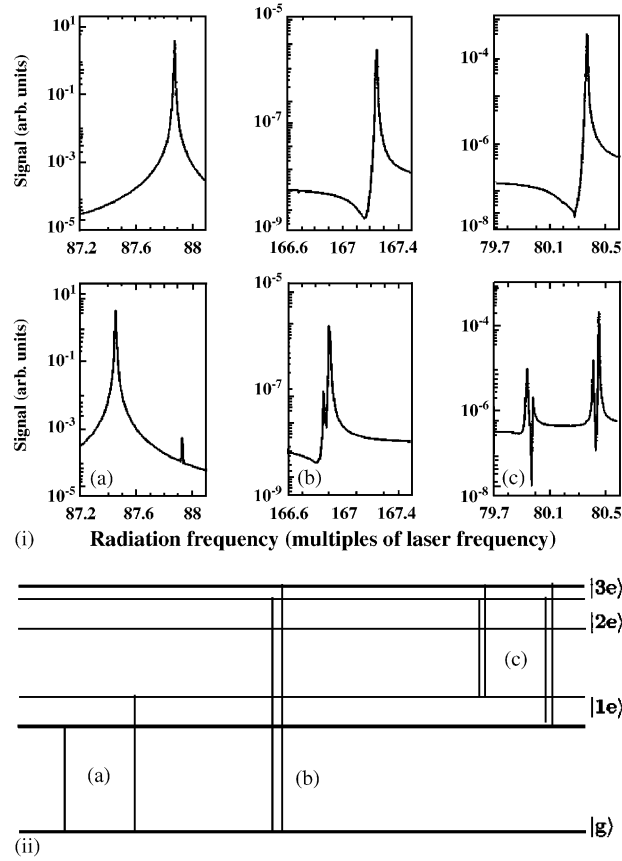 Signal (arb. units)
10^1
10^-1
10^-3
10^-5
87.2 87.6 88
10^-5
10^-7
10^-9
166.6 167 167.4
10^-4
10^-6
10^-8
79.7 80.1 80.6
Signal (arb. units)
10^1
10^-1
10^-3
10^-5
(a)
87.2 87.6 88
10^-5
10^-7
10^-9
(b)
166.6 167 167.4
10^-4
10^-6
10^-8
(c)
79.7 80.1 80.6
(i) Radiation frequency (multiples of laser frequency)
|3e⟩
|2e⟩
(c)
|1e⟩
(a)
(b)
|g⟩
(ii)